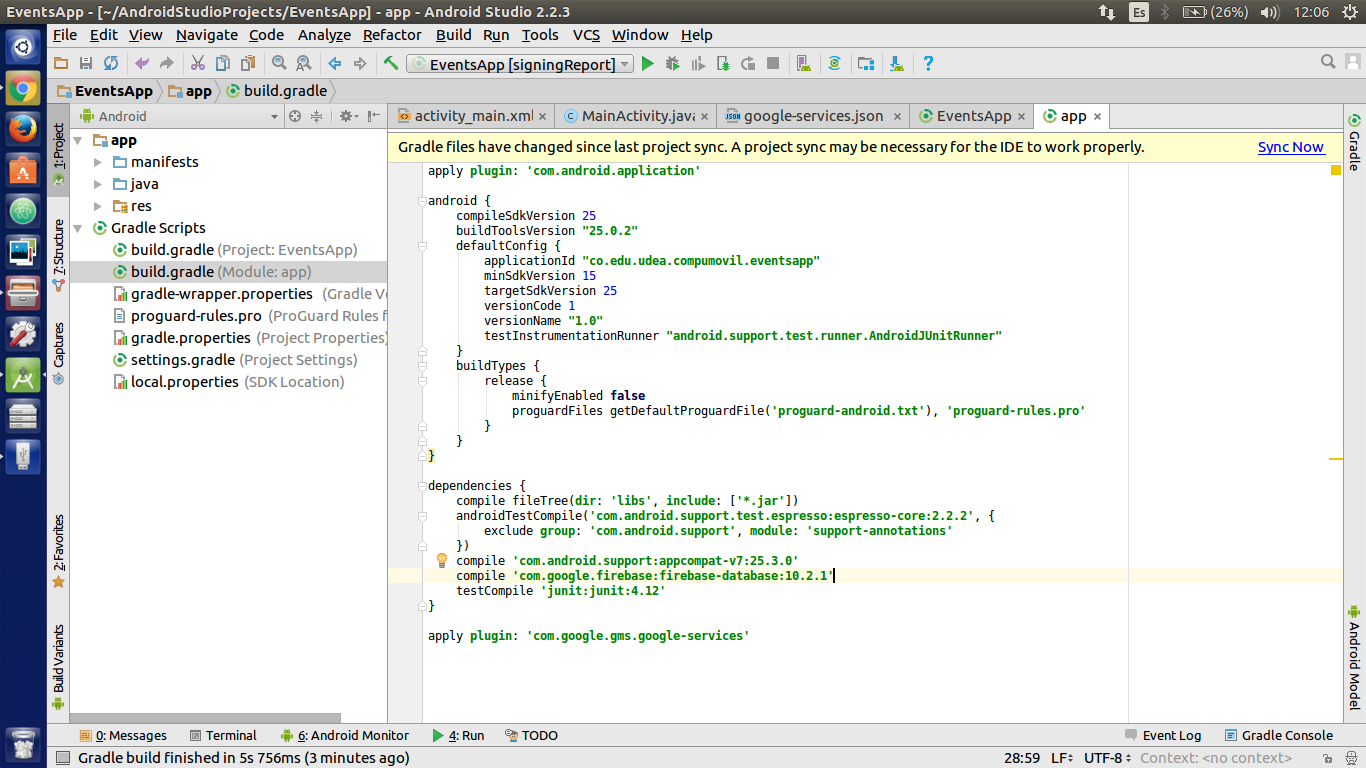 EventsApp - [~/AndroidStudioProjects/EventsApp] - app - Android Studio 2.2.3
Es (26%) 12:06
File Edit View Navigate Code Analyze Refactor Build Run Tools VCS Window Help
EventsApp [signingReport]
EventsApp app build.gradle
Android
activity_main.xml MainActivity.java google-services.json EventsApp app
1: Project
7: Structure
Captures
2: Favorites
Build Variants
app
manifests
java
res
Gradle Scripts
build.gradle (Project: EventsApp)
build.gradle (Module: app)
gradle-wrapper.properties (Gradle Ve
proguard-rules.pro (ProGuard Rules f
gradle.properties (Project Properties)
settings.gradle (Project Settings)
local.properties (SDK Location)
Gradle files have changed since last project sync. A project sync may be necessary for the IDE to work properly. Sync Now
apply plugin: 'com.android.application'
android {
compileSdkVersion 25
buildToolsVersion "25.0.2"
defaultConfig {
applicationId "co.edu.udea.compumovil.eventsapp"
minSdkVersion 15
targetSdkVersion 25
versionCode 1
versionName "1.0"
testInstrumentationRunner "android.support.test.runner.AndroidJUnitRunner"
}
buildTypes {
release {
minifyEnabled false
proguardFiles getDefaultProguardFile('proguard-android.txt'), 'proguard-rules.pro'
}
}
}
dependencies {
compile fileTree(dir: 'libs', include: ['*.jar'])
androidTestCompile('com.android.support.test.espresso:espresso-core:2.2.2', {
exclude group: 'com.android.support', module: 'support-annotations'
})
compile 'com.android.support:appcompat-v7:25.3.0'
compile 'com.google.firebase:firebase-database:10.2.1'
testCompile 'junit:junit:4.12'
}
apply plugin: 'com.google.gms.google-services'
Gradle
Android Model
0: Messages Terminal 6: Android Monitor 4: Run TODO Event Log Gradle Console
Gradle build finished in 5s 756ms (3 minutes ago) 28:59 LF UTF-8 Context: <no context>